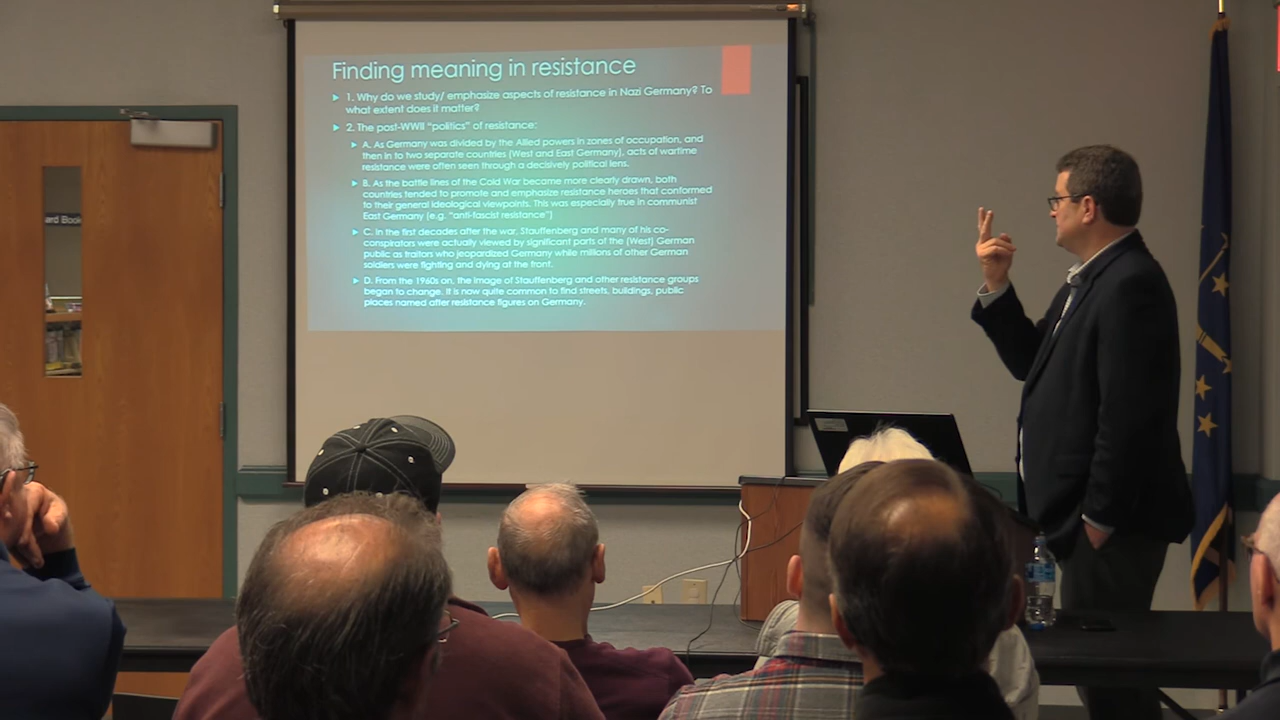 Finding meaning in resistance
1. Why do we study/ emphasize aspects of resistance in Nazi Germany? To
what extent does it matter?
2. The post-WWII "politics" of resistance:
A. As Germany was divided by the Allied powers in zones of occupation, and
then in to two separate countries (West and East Germany), acts of wartime
resistance were often seen through a decisively political lens.
B. As the battle lines of the Cold War became more clearly drawn, both
countries tended to promote and emphasize resistance heroes that conformed
to their general ideological viewpoints. This was especially true in communist
East Germany (e.g. "anti-fascist resistance")
C. In the first decades after the war, Stauffenberg and many of his co-
conspirators were actually viewed by significant parts of the (West) German
public as traitors who jeopardized Germany while millions of other German
soldiers were fighting and dying at the front.
D. From the 1960s on, the image of Stauffenberg and other resistance groups
began to change. It is now quite common to find streets, buildings, public
places named after resistance figures on Germany.
ard Book